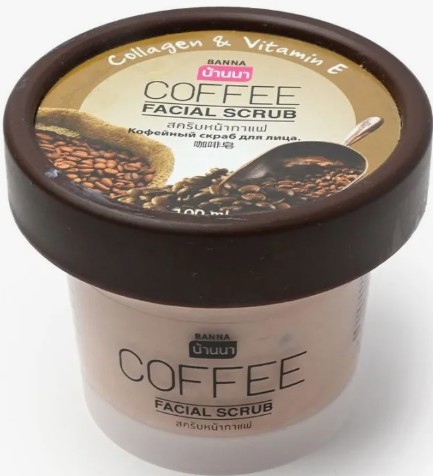 Collagen & Vitamin E
BANNA
บ้านนา
COFFEE
FACIAL SCRUB
สครับหน้ากาแฟ
Кофейный скраб для лица.
咖啡皂
100 ml
BANNA
บ้านนา
COFFEE
FACIAL SCRUB
สครับหน้ากาแฟ